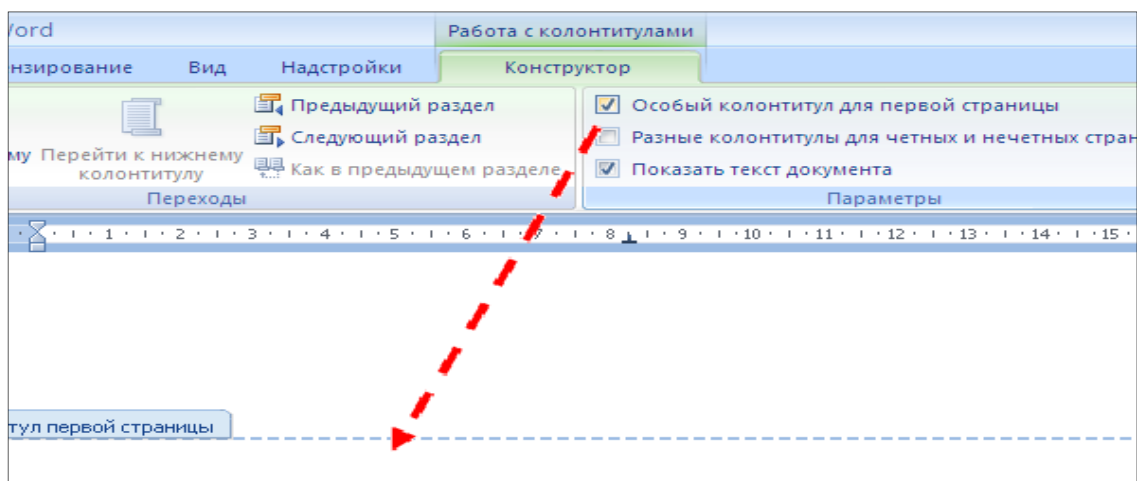 Word
Работа с колонтитулами
нзирование Вид Надстройки Конструктор
Предыдущий раздел
Следующий раздел
Как в предыдущем разделе
му Перейти к нижнему
колонтитулу
Переходы
Особый колонтитул для первой страницы
Разные колонтитулы для четных и нечетных стран
Показать текст документа
Параметры
1 2 3 4 5 6 7 8 9 10 11 12 13 14 15
тул первой страницы